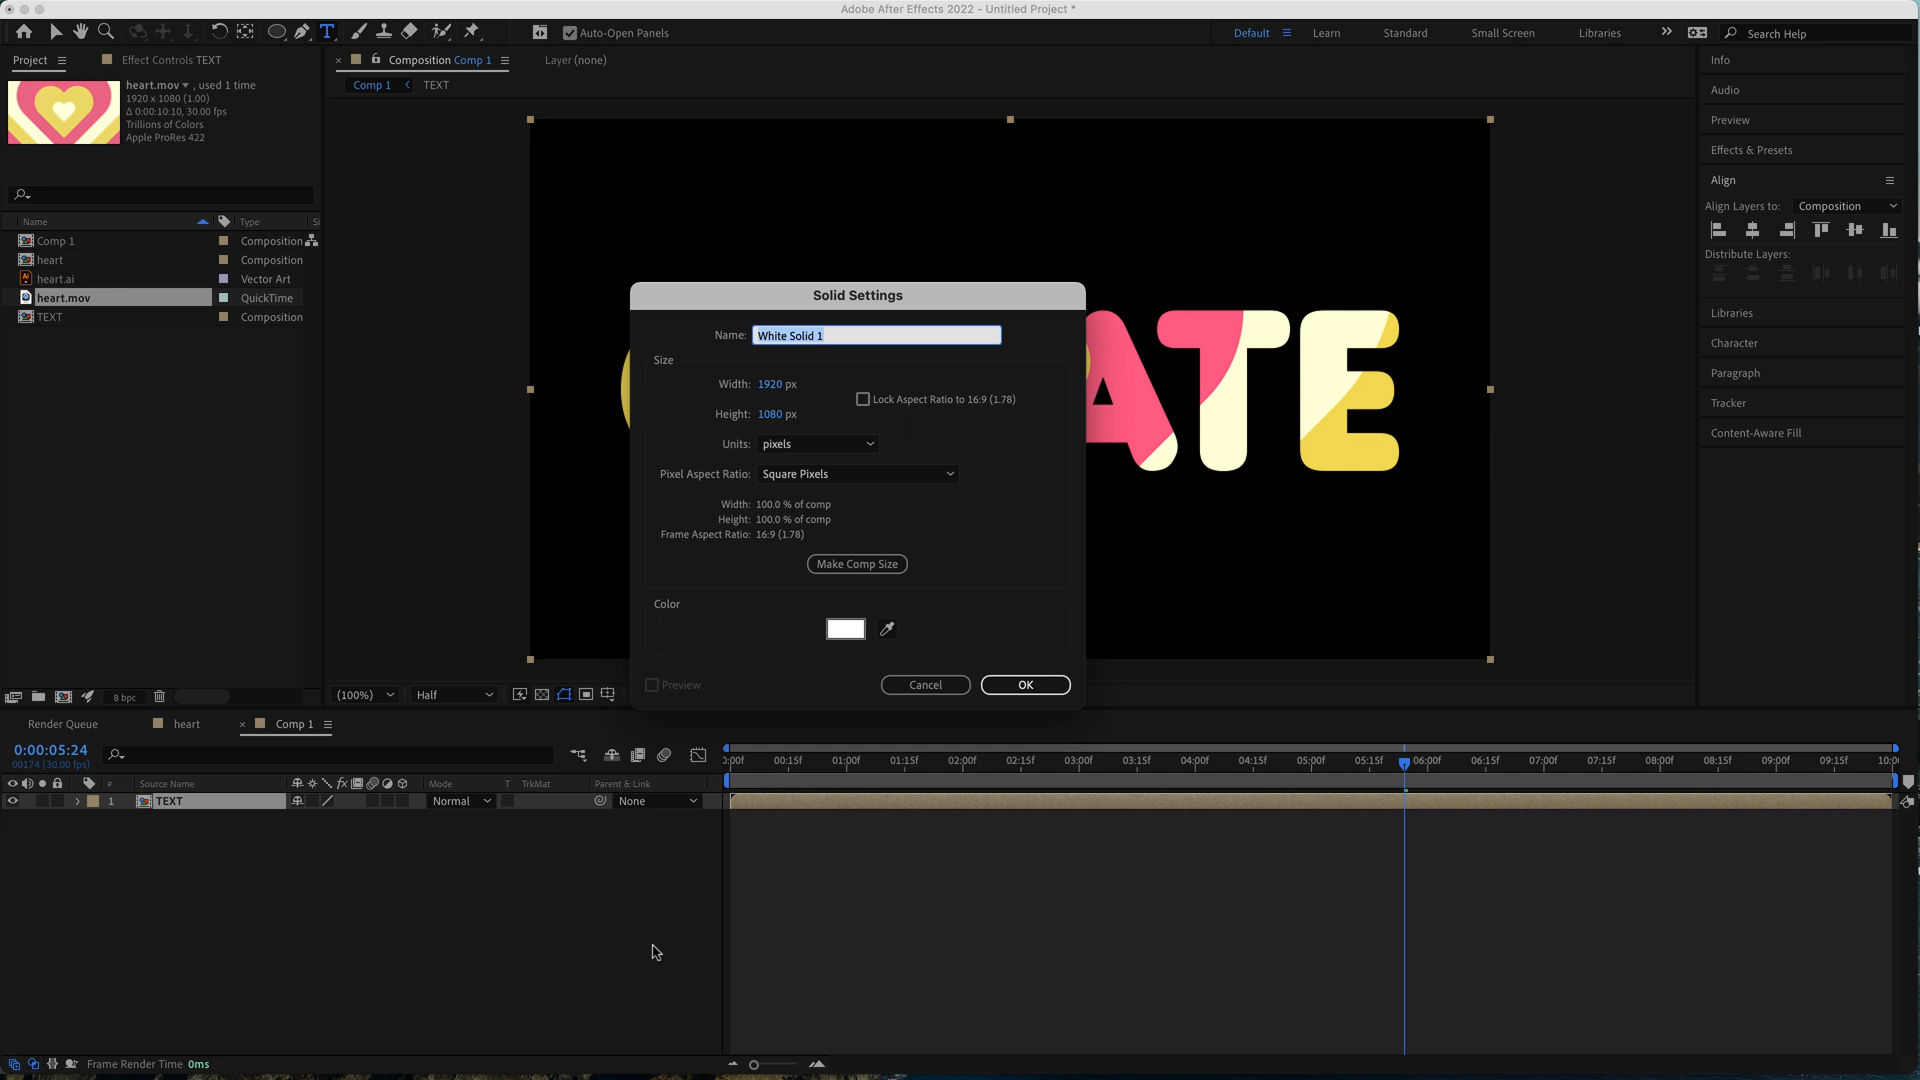 Adobe After Effects 2022 - Untitled Project *
Auto-Open Panels
Default
Learn
Standard
Small Screen
Libraries
Search Help
Project
Effect Controls TEXT
heart.mov , used 1 time
1920 x 1080 (1.00)
Δ 0:00:10:10, 30.00 fps
Trillions of Colors
Apple ProRes 422
Composition Comp 1
Layer (none)
Comp 1
TEXT
Info
Audio
Preview
Effects & Presets
Align
Align Layers to: Composition
Distribute Layers:
Libraries
Character
Paragraph
Tracker
Content-Aware Fill
Name
Type
Si
Comp 1 Composition
heart Composition
heart.ai Vector Art
heart.mov QuickTime
TEXT Composition
ATE
Solid Settings
Name: White Solid 1
Size
Width: 1920 px
Lock Aspect Ratio to 16:9 (1.78)
Height: 1080 px
Units: pixels
Pixel Aspect Ratio: Square Pixels
Width: 100.0 % of comp
Height: 100.0 % of comp
Frame Aspect Ratio: 16:9 (1.78)
Make Comp Size
Color
Preview
Cancel
OK
8 bpc
(100%)
Half
Render Queue
heart
Comp 1
0:00:05:24
00174 (30.00 fps)
# Source Name
fx
Mode
T TrkMat
Parent & Link
1 TEXT
Normal
None
0:00f 00:15f 01:00f 01:15f 02:00f 02:15f 03:00f 03:15f 04:00f 04:15f 05:00f 05:15f 06:00f 06:15f 07:00f 07:15f 08:00f 08:15f 09:00f 09:15f 10:00
Frame Render Time 0ms